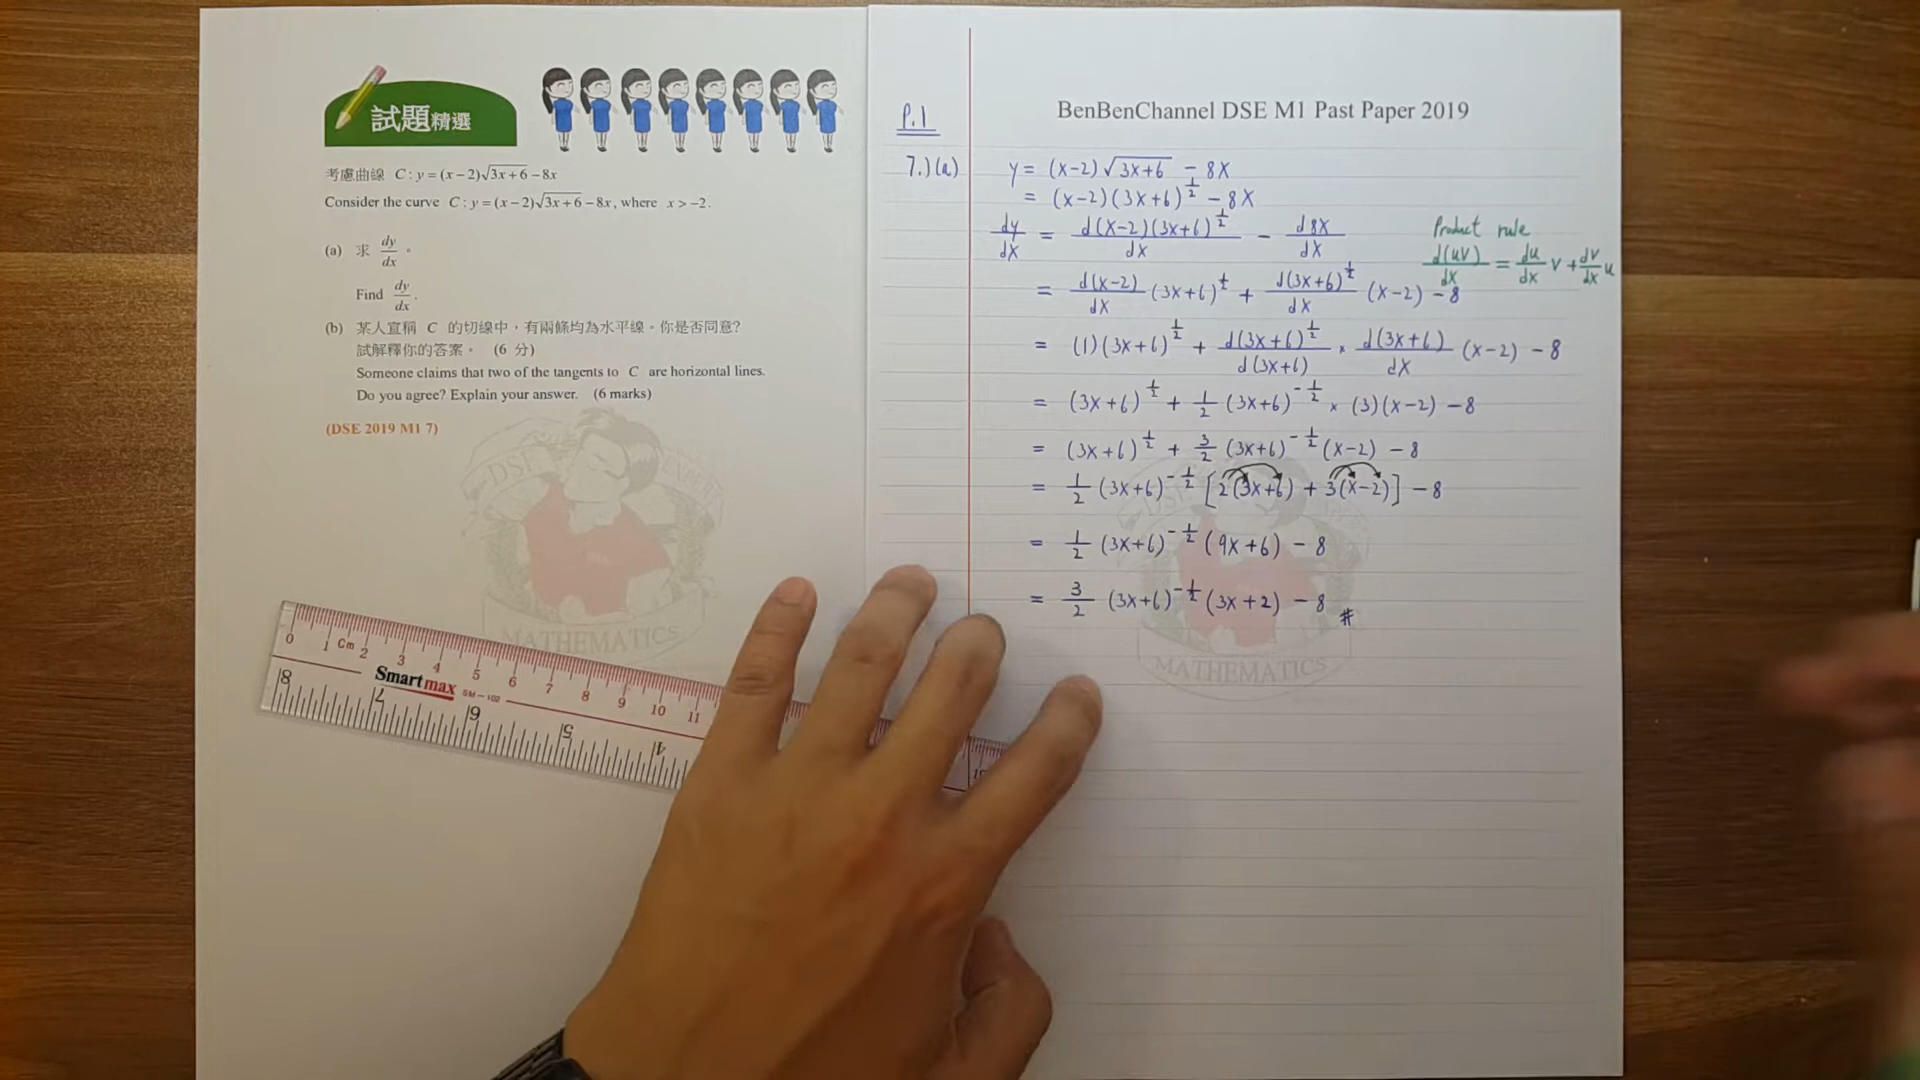 試題精選
考慮曲線 C : y = (x − 2)√(3x + 6) − 8x
Consider the curve C : y = (x − 2)√(3x + 6) − 8x, where x > −2.
(a) 求 dy/dx 。
Find dy/dx .
(b) 某人宣稱 C 的切線中，有兩條均為水平線。你是否同意?
試解釋你的答案。 (6 分)
Someone claims that two of the tangents to C are horizontal lines.
Do you agree? Explain your answer. (6 marks)
(DSE 2019 M1 7)
DSE
MATHEMATICS
0 1 Cm 2 3 4 5 6 7 8 9 10 11
Smartmax SM-102
8 7 6 5 4
P.1
BenBenChannel DSE M1 Past Paper 2019
7.)(a) y = (x-2)√(3x+6) - 8x
= (x-2)(3x+6)^(1/2) - 8x
dy/dx = d(x-2)(3x+6)^(1/2)/dx - d8x/dx
Product rule
d(uv)/dx = du/dx v + dv/dx u
= d(x-2)/dx (3x+6)^(1/2) + d(3x+6)^(1/2)/dx (x-2) - 8
= (1)(3x+6)^(1/2) + d(3x+6)^(1/2)/d(3x+6) × d(3x+6)/dx (x-2) - 8
= (3x+6)^(1/2) + 1/2 (3x+6)^(-1/2) × (3)(x-2) - 8
= (3x+6)^(1/2) + 3/2 (3x+6)^(-1/2) (x-2) - 8
= 1/2 (3x+6)^(-1/2) [2(3x+6) + 3(x-2)] - 8
= 1/2 (3x+6)^(-1/2) (9x+6) - 8
= 3/2 (3x+6)^(-1/2) (3x+2) - 8 #
DSE
MATHEMATICS